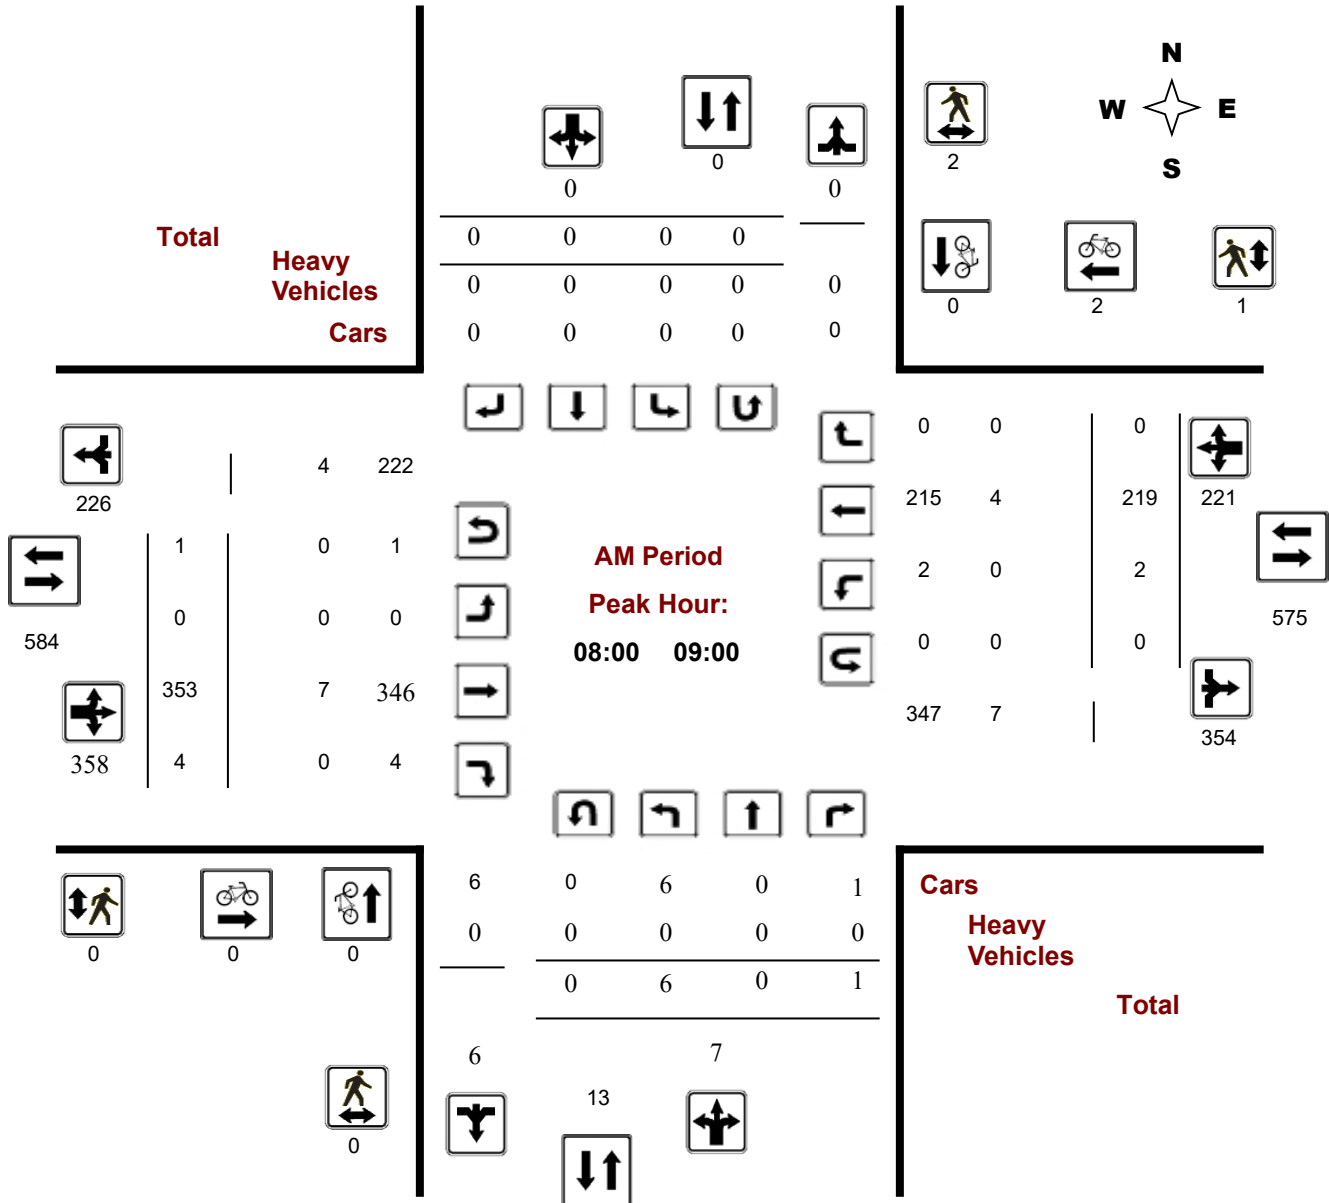 N
W E
S
0
2
0 0
Total
0 0 0 0
Heavy
Vehicles
0 0 0 0 0
Cars
0 0 0 0 0
0 2 1
4 222
226
1 0 1
0 0 0
584
353 7 346
358 4 0 4
AM Period
Peak Hour:
08:00 09:00
0 0 0
215 4 219 221
2 0 2
575
0 0 0
347 7
354
0 0 0
6 0 6 0 1
0 0 0 0 0
0 6 0 1
6 7
13
0
Cars
Heavy
Vehicles
Total